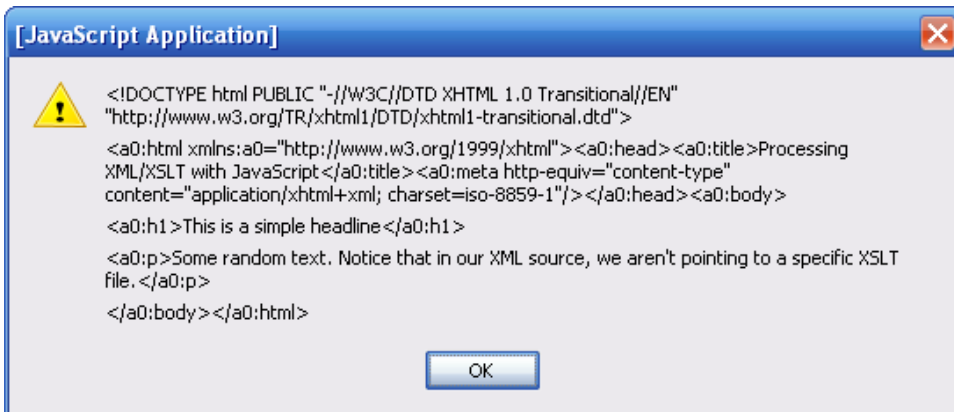 [JavaScript Application]
<!DOCTYPE html PUBLIC "-//W3C//DTD XHTML 1.0 Transitional//EN"
"http://www.w3.org/TR/xhtml1/DTD/xhtml1-transitional.dtd">
<a0:html xmlns:a0="http://www.w3.org/1999/xhtml"><a0:head><a0:title>Processing
XML/XSLT with JavaScript</a0:title><a0:meta http-equiv="content-type"
content="application/xhtml+xml; charset=iso-8859-1"/></a0:head><a0:body>
<a0:h1>This is a simple headline</a0:h1>
<a0:p>Some random text. Notice that in our XML source, we aren't pointing to a specific XSLT
file.</a0:p>
</a0:body></a0:html>
OK